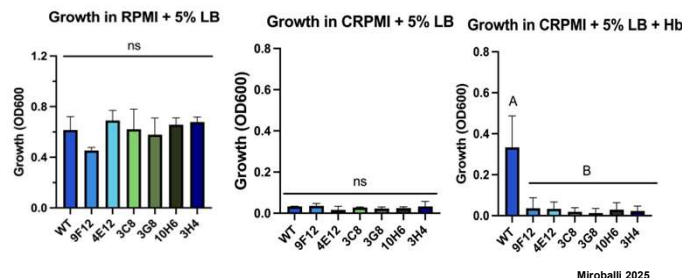 Growth in RPMI + 5% LB
ns
Growth (OD600
1.2
0.8
0.4
0.0
WT
9F12
4E12
3C8
3G8
10H6
3H4
Growth in CRPMI + 5% LB
Growth (OD600)
0.8
0.6
0.4
0.2
0.0
ns
WT
9F12
4E12
3C8
3G8
10H6
3H4
Growth in CRPMI + 5% LB + Hb
Growth (OD600)
0.8
0.6
0.4
0.2
0.0
A
B
WT
9F12
4E12
3C8
3G8
10H6
3H4
Miroballi 2025